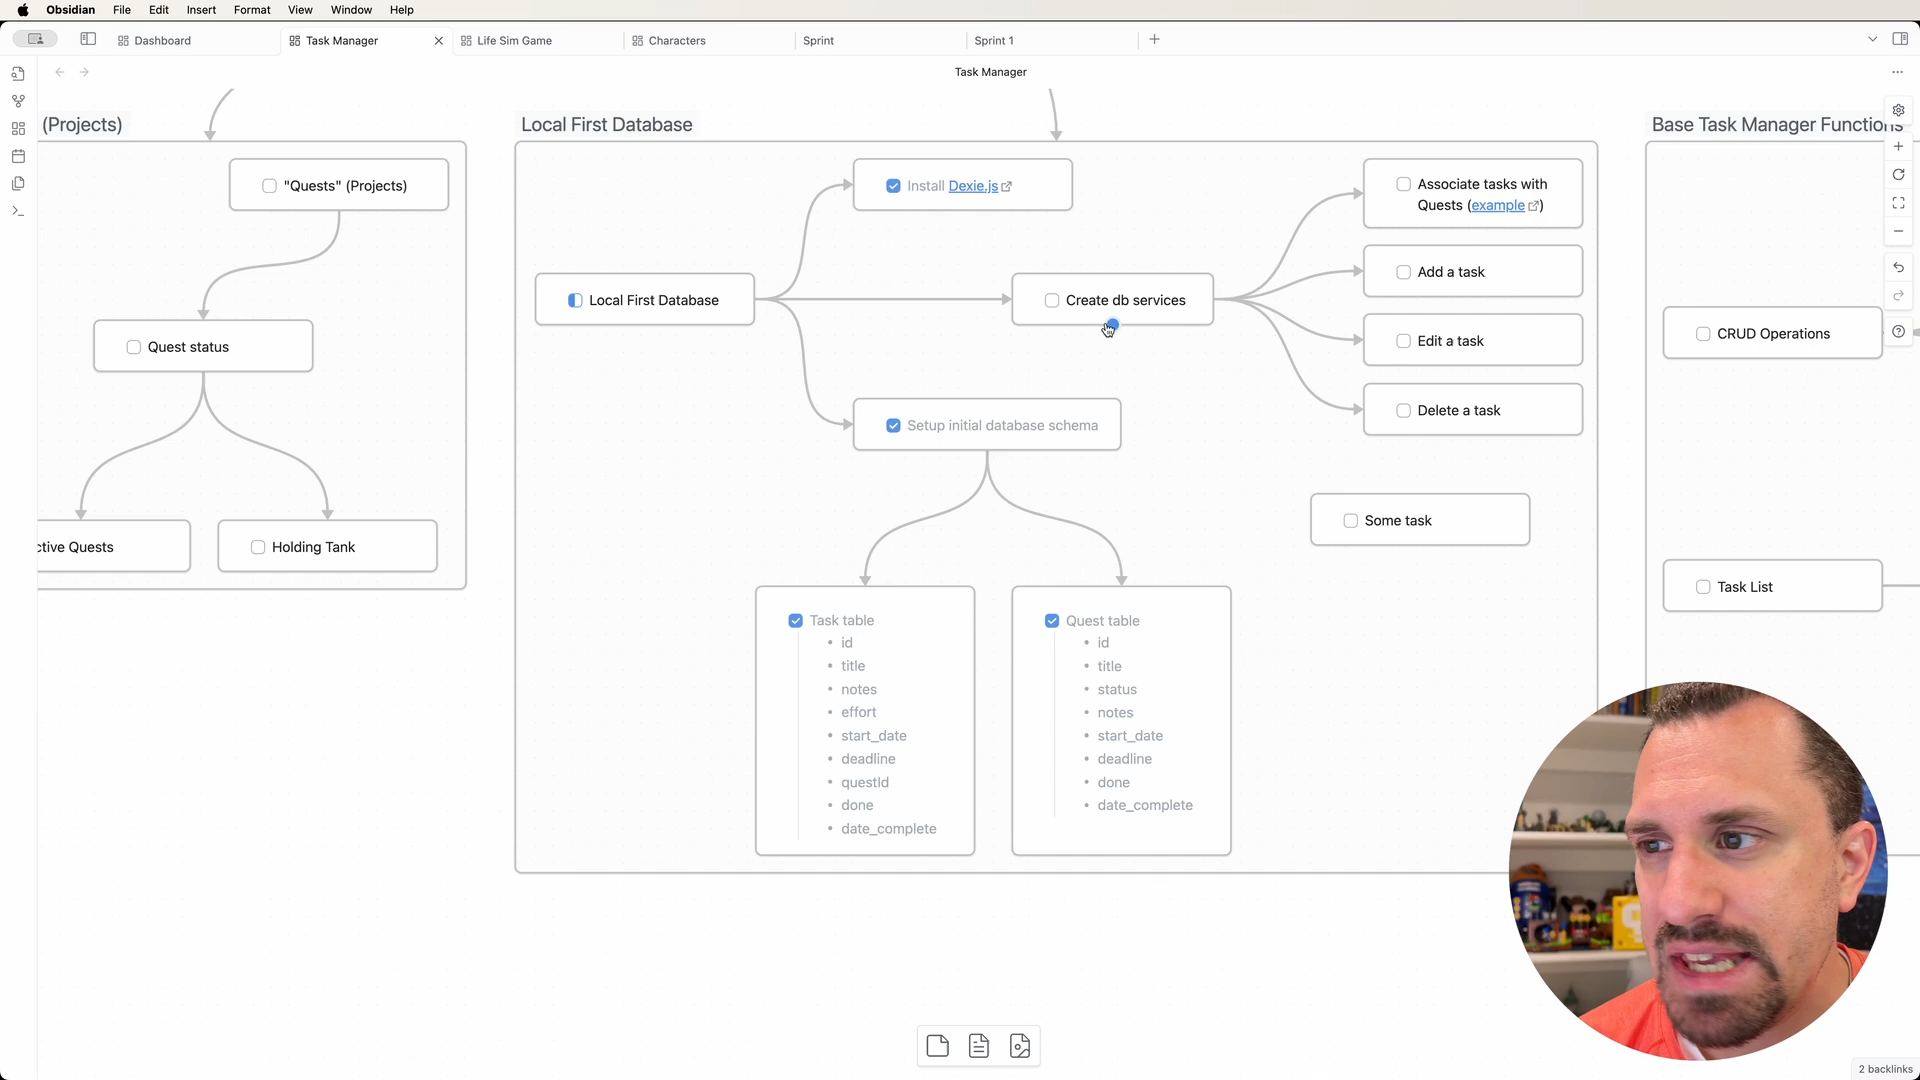 Obsidian File Edit Insert Format View Window Help
Dashboard Task Manager Life Sim Game Characters Sprint Sprint 1
Task Manager
(Projects)
"Quests" (Projects)
Quest status
ctive Quests
Holding Tank
Local First Database
Local First Database
Install Dexie.js
Create db services
Setup initial database schema
Task table
• id
• title
• notes
• effort
• start_date
• deadline
• questId
• done
• date_complete
Quest table
• id
• title
• status
• notes
• start_date
• deadline
• done
• date_complete
Associate tasks with
Quests (example)
Add a task
Edit a task
Delete a task
Some task
Base Task Manager Functions
CRUD Operations
Task List
2 backlinks